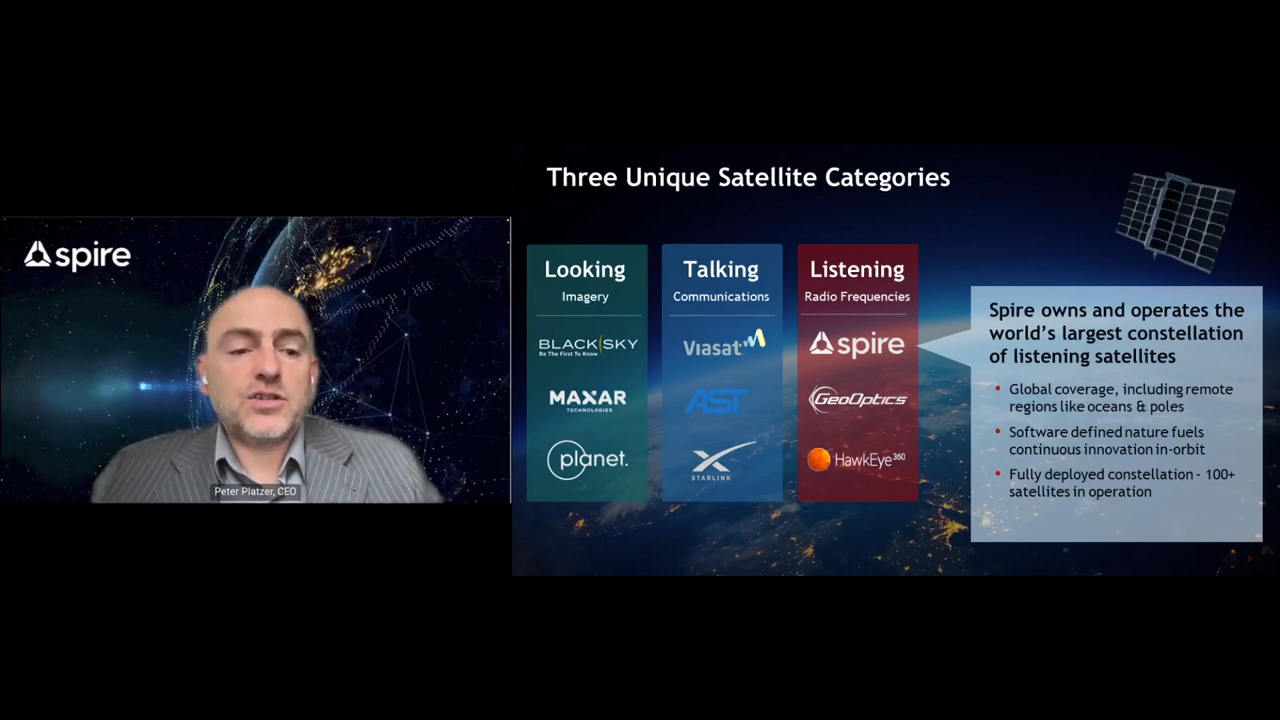 spire
Peter Platzer, CEO
Three Unique Satellite Categories
Looking
Imagery
BLACKSKY
Be The First To Know
MAXAR
TECHNOLOGIES
planet.
Talking
Communications
Viasat
AST
STARLINK
Listening
Radio Frequencies
spire
GeoOptics
HawkEye 360
Spire owns and operates the
world's largest constellation
of listening satellites
• Global coverage, including remote
regions like oceans & poles
• Software defined nature fuels
continuous innovation in-orbit
• Fully deployed constellation - 100+
satellites in operation